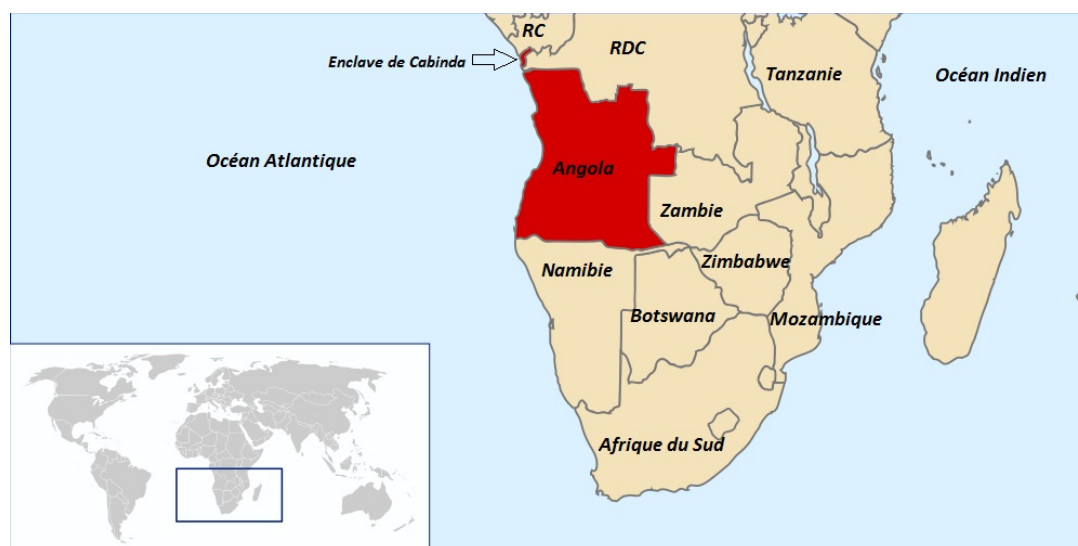 RC
RDC
Enclave de Cabinda
Tanzanie
Océan Indien
Océan Atlantique
Angola
Zambie
Zimbabwe
Namibie
Botswana
Mozambique
Afrique du Sud